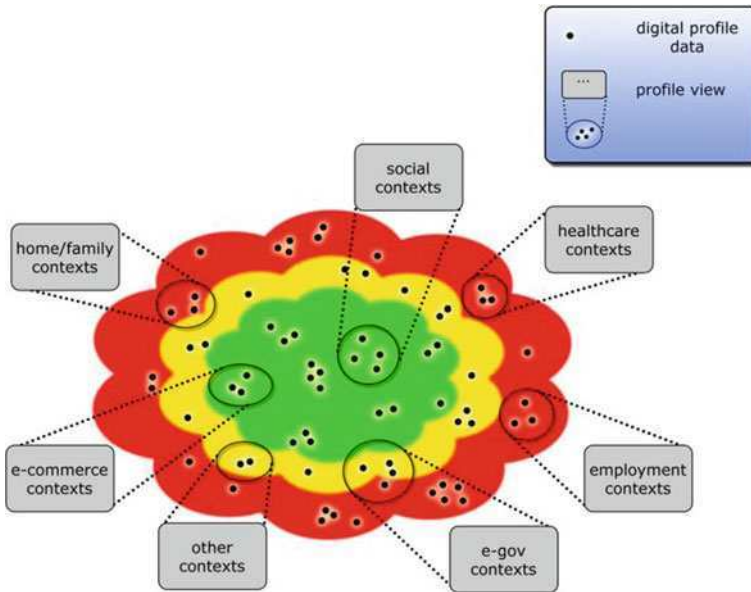 digital profile
data
...
profile view
social
contexts
healthcare
contexts
home/family
contexts
e-commerce
contexts
employment
contexts
other
contexts
e-gov
contexts